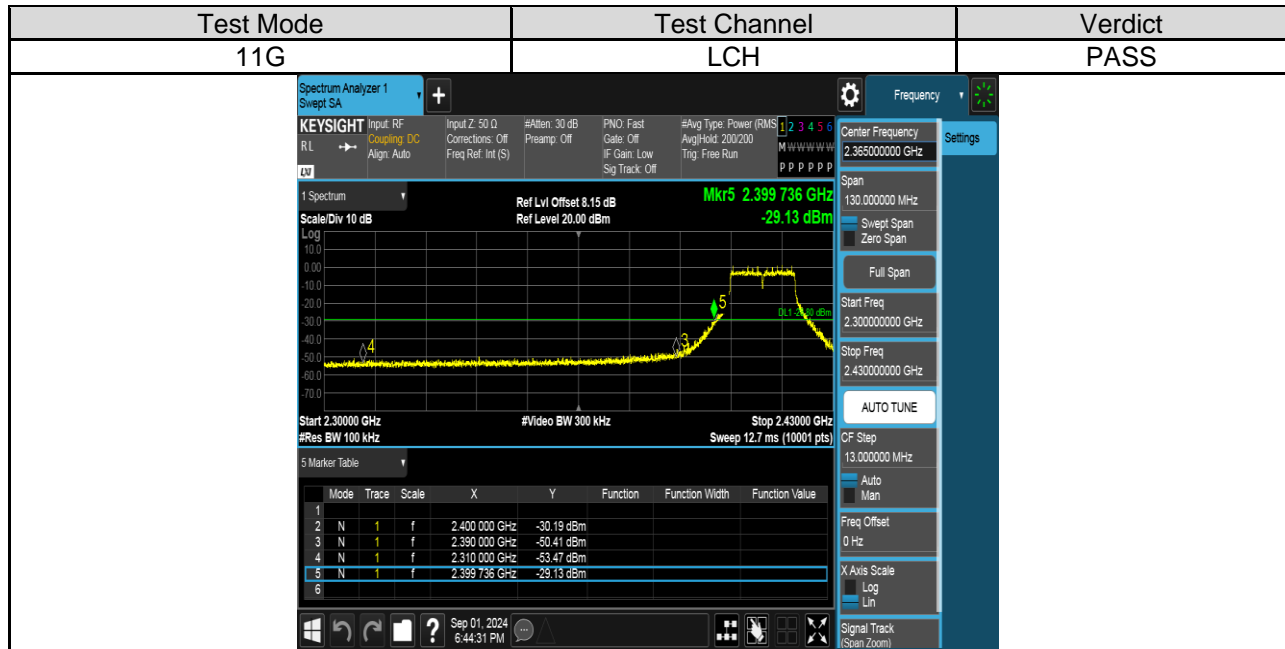 Test Mode Test Channel Verdict
11G LCH PASS
Spectrum Analyzer 1
Swept SA
+
Frequency
KEYSIGHT Input: RF Input Z: 50 Ω #Atten: 30 dB PNO: Fast #Avg Type: Power (RMS 1 2 3 4 5 6
RL Coupling: DC Corrections: Off Preamp: Off Gate: Off Avg|Hold: 200/200 M W W W W W
Align: Auto Freq Ref: Int (S) IF Gain: Low Trig: Free Run
LXI Sig Track: Off P P P P P P
1 Spectrum
Ref Lvl Offset 8.15 dB
Mkr5 2.399 736 GHz
Scale/Div 10 dB Ref Level 20.00 dBm -29.13 dBm
Log
10.0
0.00
-10.0
-20.0
-30.0
-40.0
-50.0
-60.0
-70.0
5
3
4
Start 2.30000 GHz #Video BW 300 kHz Stop 2.43000 GHz
#Res BW 100 kHz Sweep 12.7 ms (10001 pts)
5 Marker Table
Mode Trace Scale X Y Function Function Width Function Value
1
2 N 1 f 2.400 000 GHz -30.19 dBm
3 N 1 f 2.390 000 GHz -50.41 dBm
4 N 1 f 2.310 000 GHz -53.47 dBm
5 N 1 f 2.399 736 GHz -29.13 dBm
6
? Sep 01, 2024
6:44:31 PM
Center Frequency
2.365000000 GHz
Settings
Span
130.000000 MHz
Swept Span
Zero Span
Full Span
Start Freq
2.300000000 GHz
Stop Freq
2.430000000 GHz
AUTO TUNE
CF Step
13.000000 MHz
Auto
Man
Freq Offset
0 Hz
X Axis Scale
Log
Lin
Signal Track
(Span Zoom)